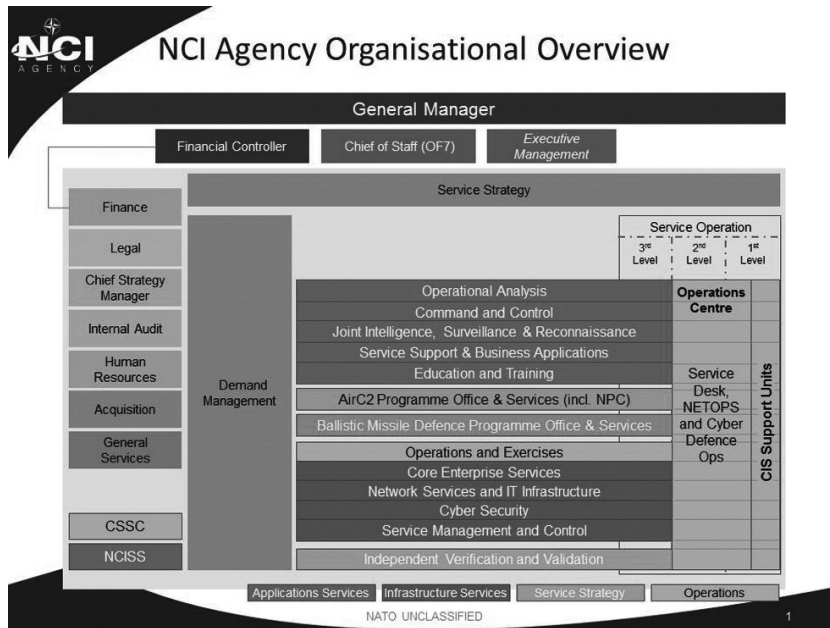 NCI
AGENCY
NCI Agency Organisational Overview
General Manager
Financial Controller
Chief of Staff (OF7)
Executive
Management
Service Strategy
Finance
Legal
Chief Strategy
Manager
Internal Audit
Human
Resources
Acquisition
General
Services
CSSC
NCISS
Demand
Management
Service Operation
3rd
Level
2nd
Level
1st
Level
Operational Analysis
Command and Control
Joint Intelligence, Surveillance & Reconnaissance
Service Support & Business Applications
Education and Training
AirC2 Programme Office & Services (incl. NPC)
Ballistic Missile Defence Programme Office & Services
Operations and Exercises
Core Enterprise Services
Network Services and IT Infrastructure
Cyber Security
Service Management and Control
Independent Verification and Validation
Operations
Centre
Service
Desk,
NETOPS
and Cyber
Defence
Ops
CIS Support Units
Applications Services
Infrastructure Services
Service Strategy
Operations
NATO UNCLASSIFIED
1